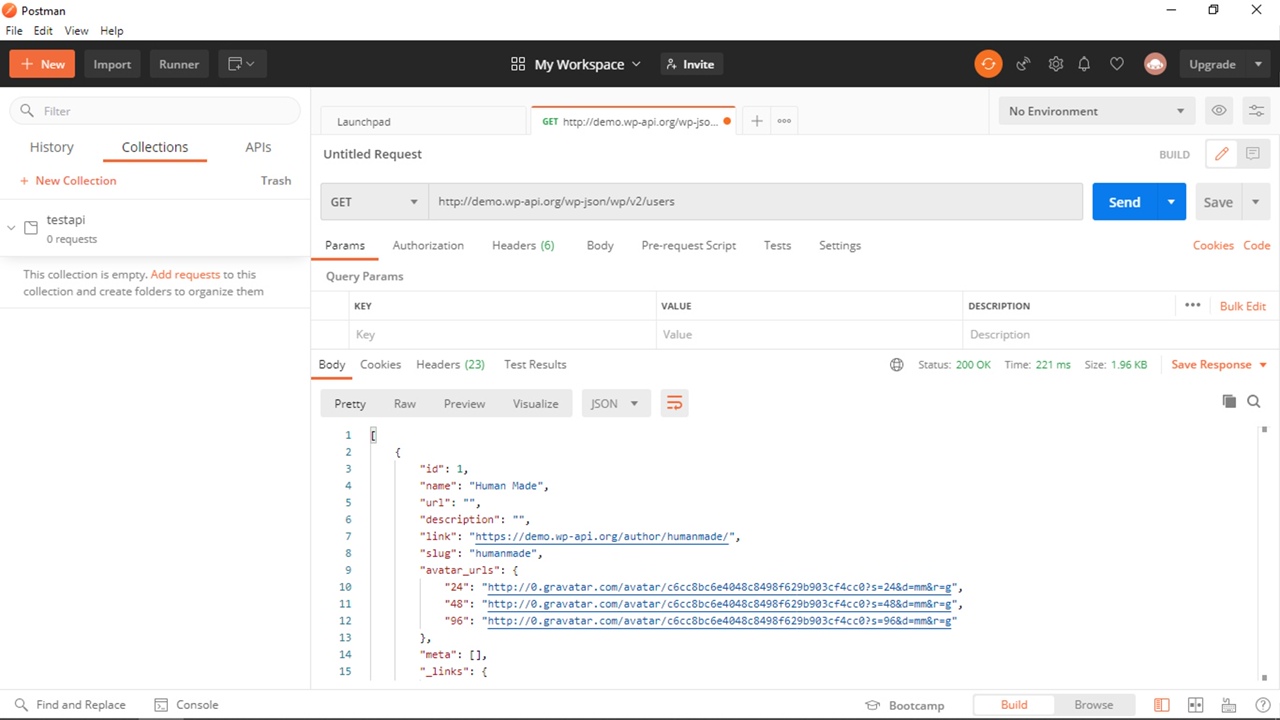 Postman
File Edit View Help
New Import Runner My Workspace Invite Upgrade
Filter
History Collections APIs
+ New Collection Trash
testapi
0 requests
This collection is empty. Add requests to this
collection and create folders to organize them
Launchpad GET http://demo.wp-api.org/wp-jso... No Environment
Untitled Request BUILD
GET http://demo.wp-api.org/wp-json/wp/v2/users Send Save
Params Authorization Headers (6) Body Pre-request Script Tests Settings Cookies Code
Query Params
KEY VALUE DESCRIPTION ••• Bulk Edit
Key Value Description
Body Cookies Headers (23) Test Results Status: 200 OK Time: 221 ms Size: 1.96 KB Save Response
Pretty Raw Preview Visualize JSON
1 [
2 {
3 "id": 1,
4 "name": "Human Made",
5 "url": "",
6 "description": "",
7 "link": "https://demo.wp-api.org/author/humanmade/",
8 "slug": "humanmade",
9 "avatar_urls": {
10 "24": "http://0.gravatar.com/avatar/c6cc8bc6e4048c8498f629b903cf4cc0?s=24&d=mm&r=g",
11 "48": "http://0.gravatar.com/avatar/c6cc8bc6e4048c8498f629b903cf4cc0?s=48&d=mm&r=g",
12 "96": "http://0.gravatar.com/avatar/c6cc8bc6e4048c8498f629b903cf4cc0?s=96&d=mm&r=g"
13 },
14 "meta": [],
15 "_links": {
Find and Replace Console Bootcamp Build Browse